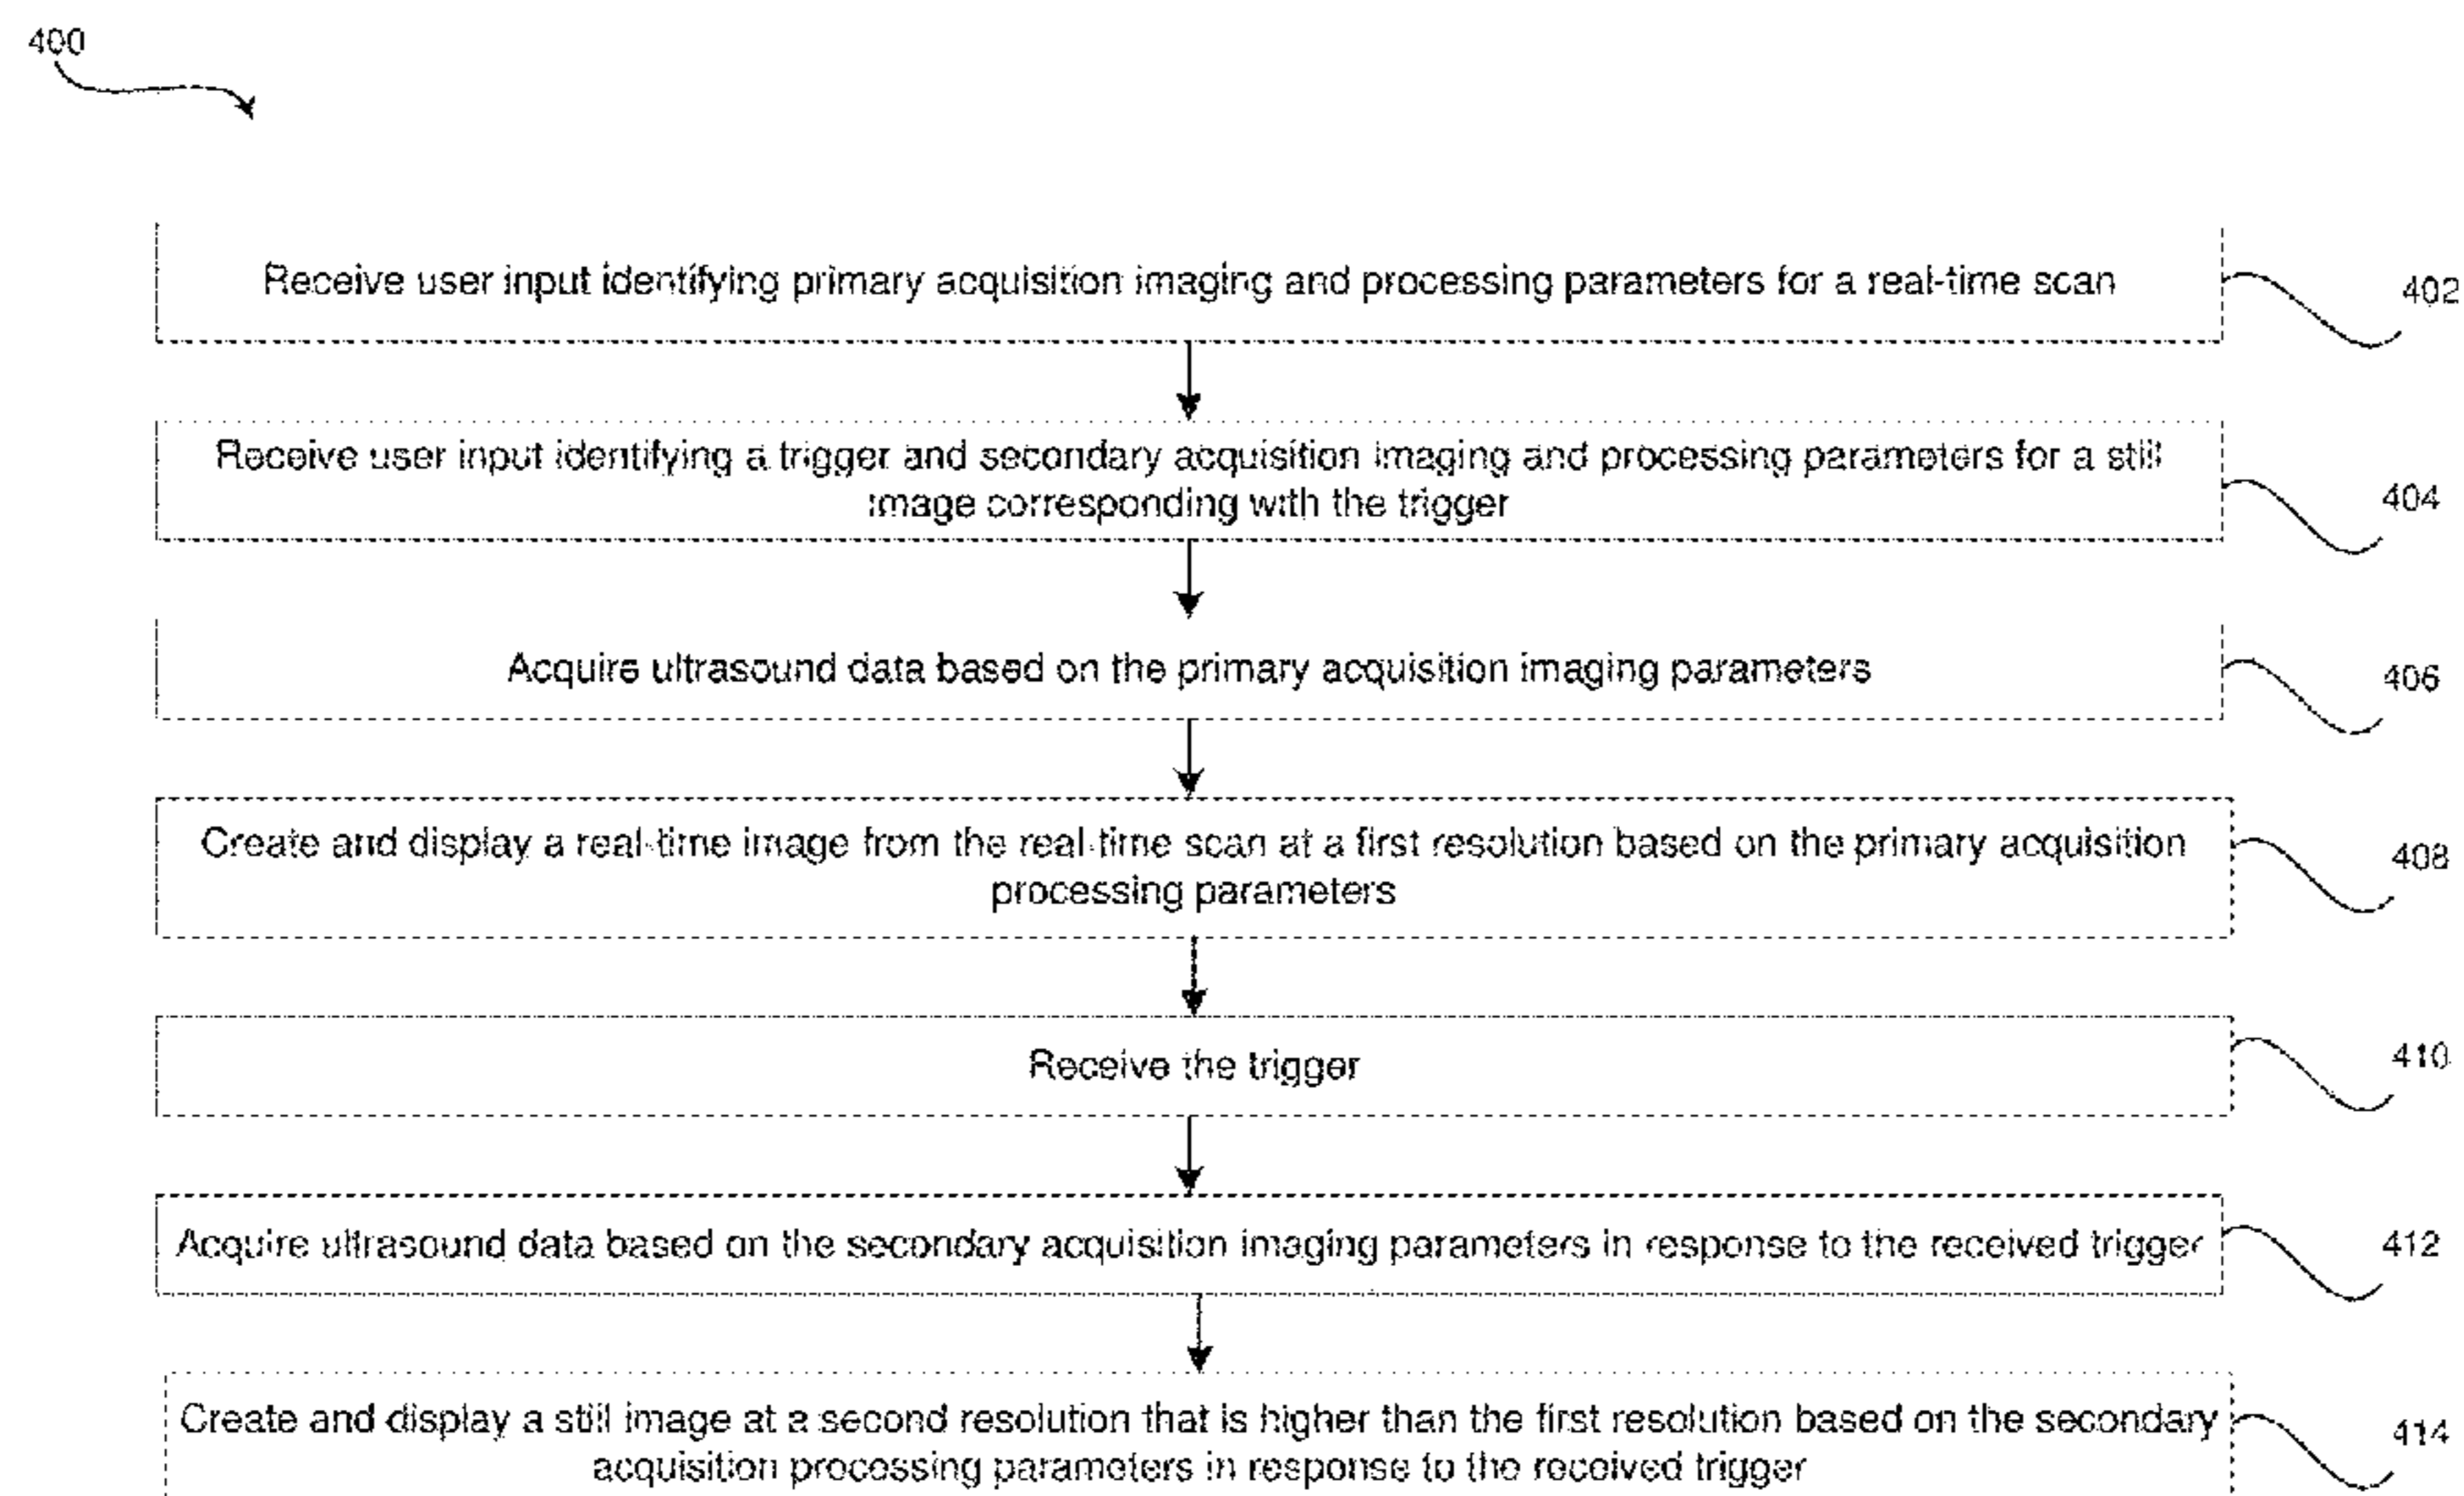 400
Receive user input identifying primary acquisition imaging and processing parameters for a real-time scan
402
Receive user input identifying a trigger and secondary acquisition imaging and processing parameters for a still
image corresponding with the trigger
404
Acquire ultrasound data based on the primary acquisition imaging parameters
406
Create and display a real-time image from the real-time scan at a first resolution based on the primary acquisition
processing parameters
408
Receive the trigger
410
Acquire ultrasound data based on the secondary acquisition imaging parameters in response to the received trigger
412
Create and display a still image at a second resolution that is higher than the first resolution based on the secondary
acquisition processing parameters in response to the received trigger
414